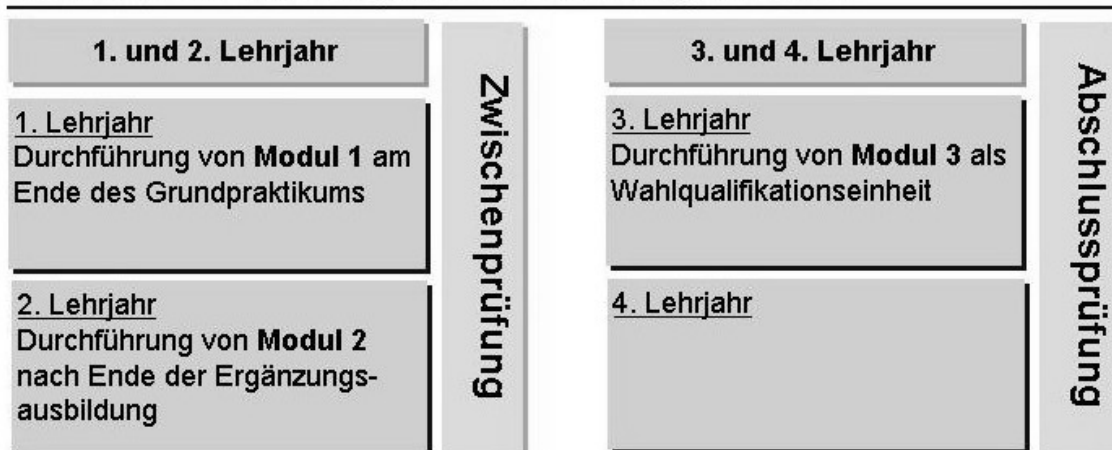 1. und 2. Lehrjahr
1. Lehrjahr
Durchführung von Modul 1 am
Ende des Grundpraktikums
2. Lehrjahr
Durchführung von Modul 2
nach Ende der Ergänzungs-
ausbildung
Zwischenprüfung
3. und 4. Lehrjahr
3. Lehrjahr
Durchführung von Modul 3 als
Wahlqualifikationseinheit
4. Lehrjahr
Abschlussprüfung